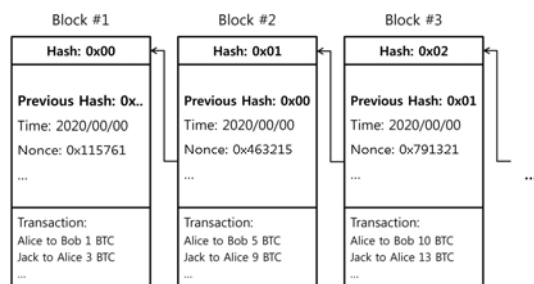 Block #1
Hash: 0x00
Previous Hash: 0x..
Time: 2020/00/00
Nonce: 0x115761
...
Transaction:
Alice to Bob 1 BTC
Jack to Alice 3 BTC
...
Block #2
Hash: 0x01
Previous Hash: 0x00
Time: 2020/00/00
Nonce: 0x463215
...
Transaction:
Alice to Bob 5 BTC
Jack to Alice 9 BTC
...
Block #3
Hash: 0x02
Previous Hash: 0x01
Time: 2020/00/00
Nonce: 0x791321
...
Transaction:
Alice to Bob 10 BTC
Jack to Alice 13 BTC
...
...